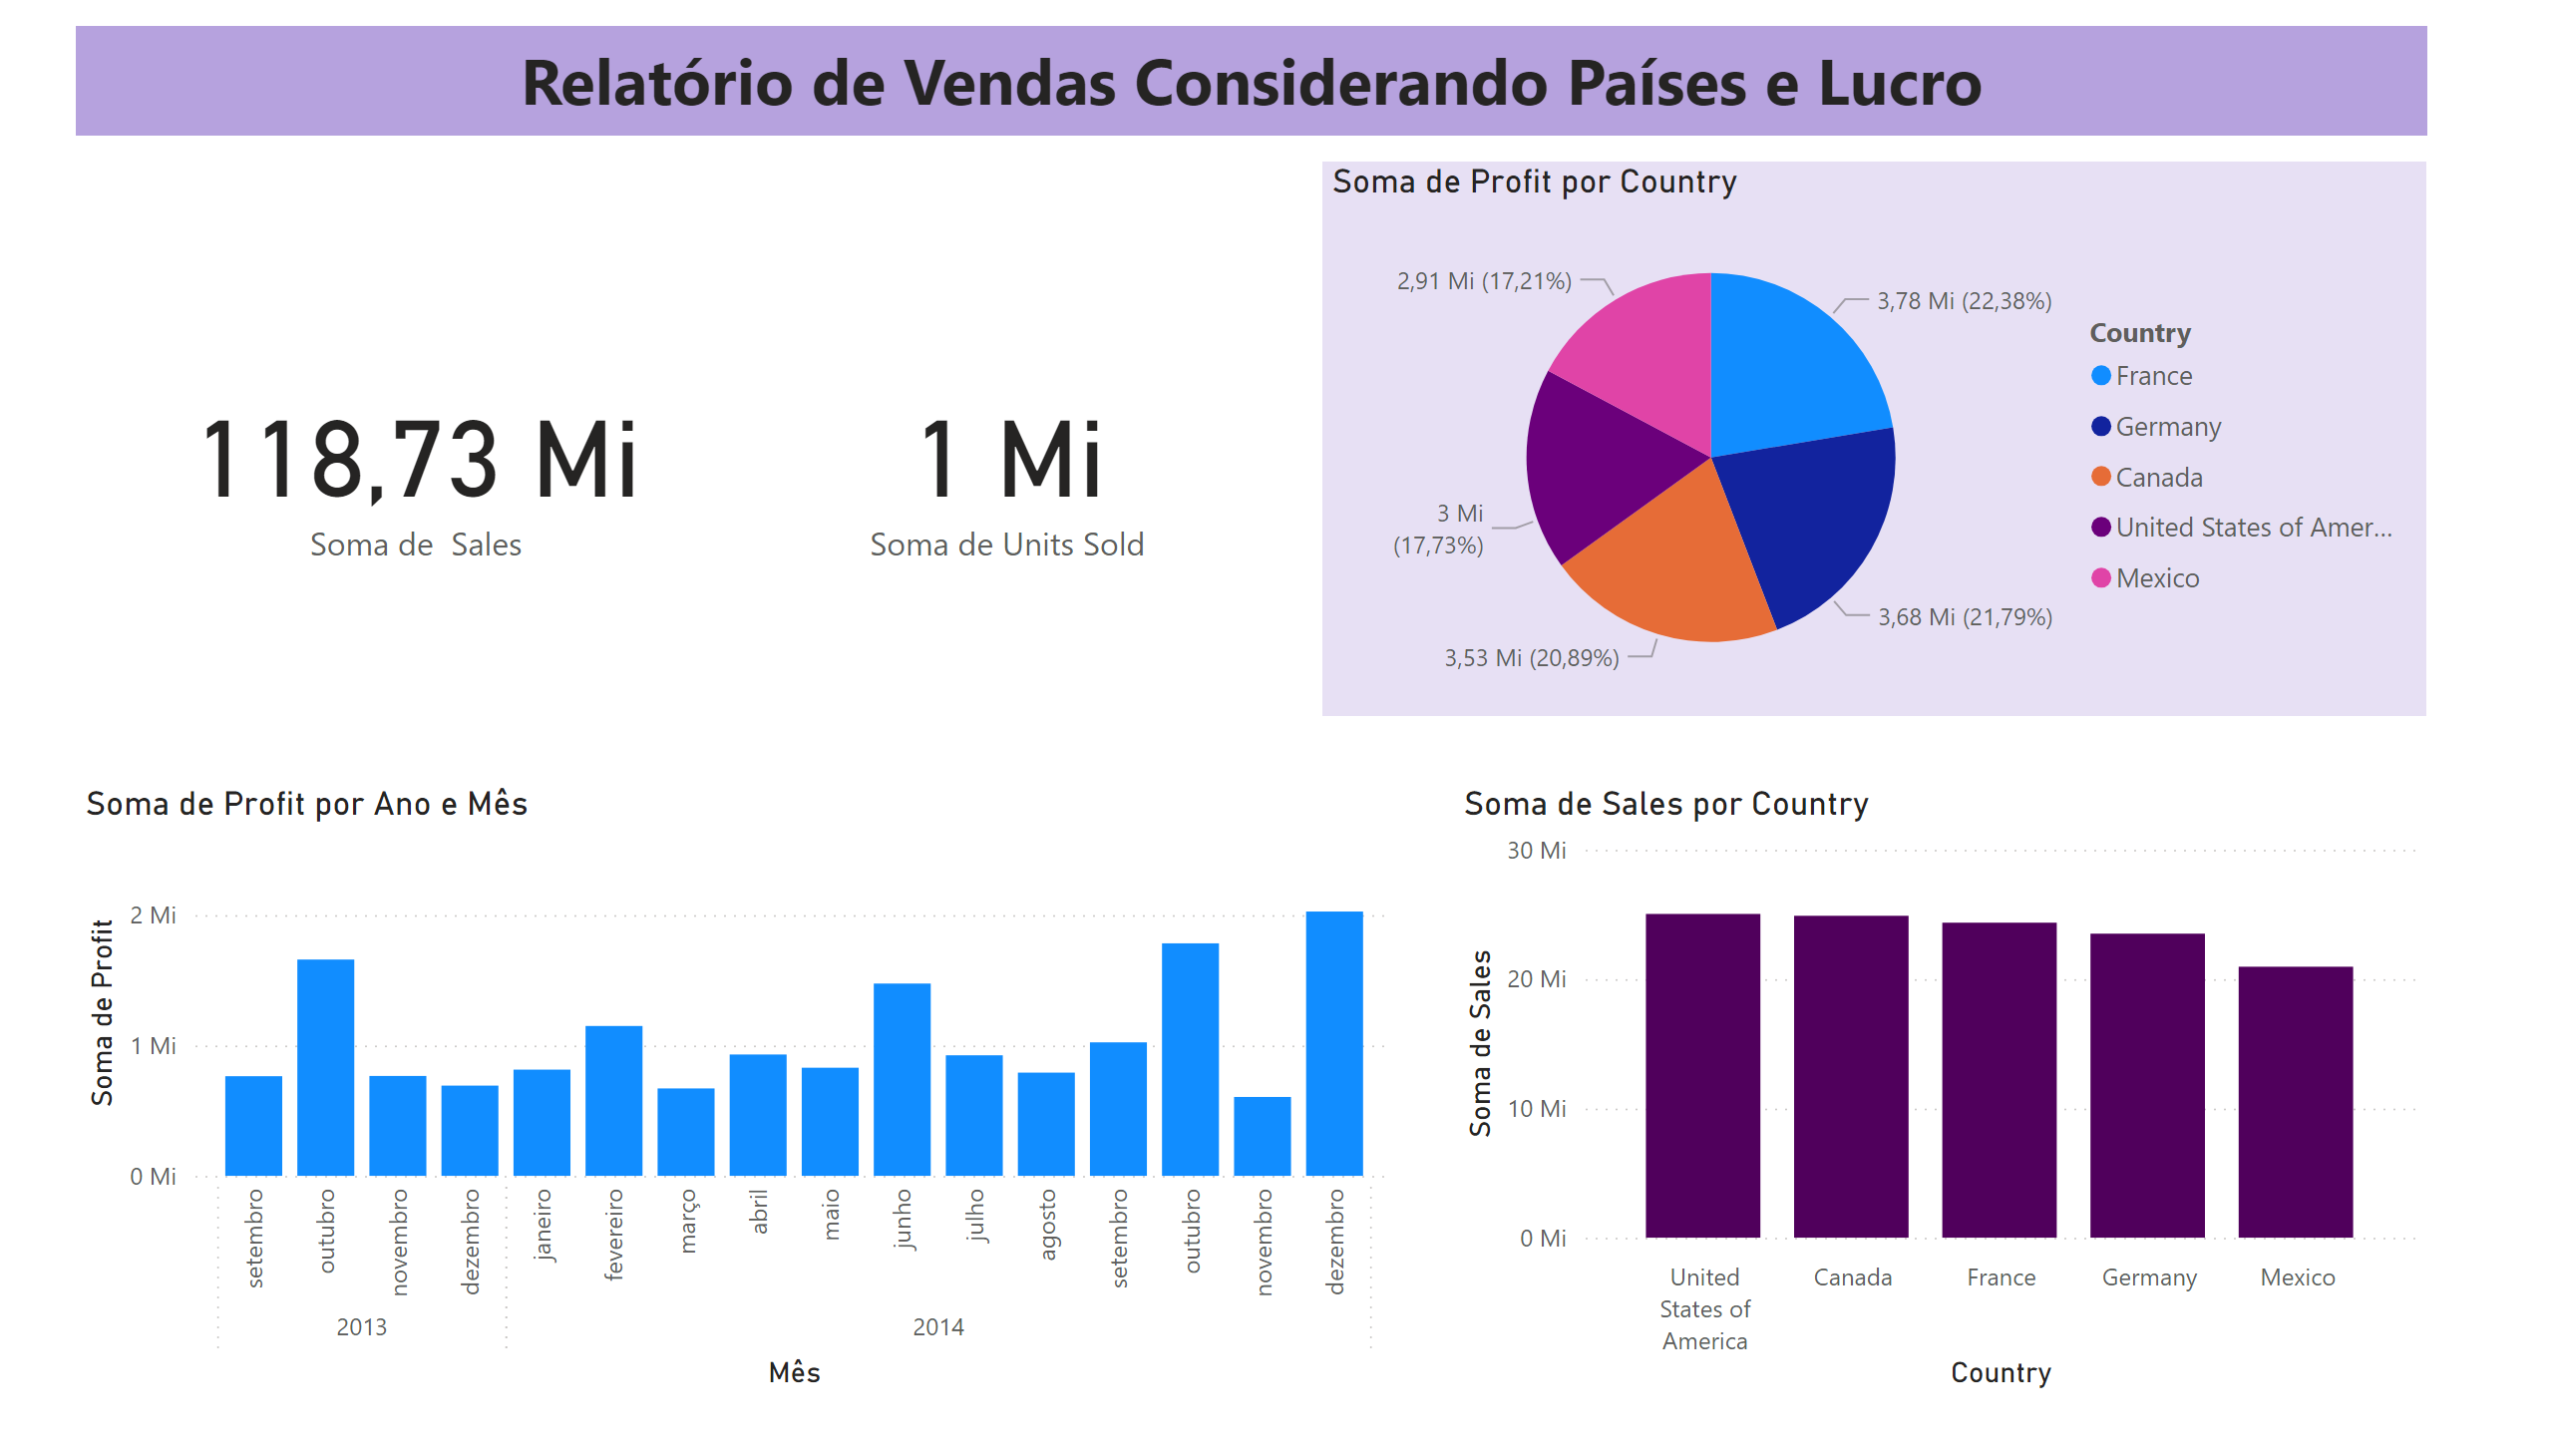 Relatório de Vendas Considerando Países e Lucro
118,73 Mi
Soma de  Sales
1 Mi
Soma de Units Sold
Soma de Profit por Country
2,91 Mi (17,21%)
3,78 Mi (22,38%)
3 Mi
(17,73%)
3,53 Mi (20,89%)
3,68 Mi (21,79%)
Country
France
Germany
Canada
United States of Amer...
Mexico
Soma de Profit por Ano e Mês
Soma de Profit
2 Mi
1 Mi
0 Mi
setembro
outubro
novembro
dezembro
janeiro
fevereiro
março
abril
maio
junho
julho
agosto
setembro
outubro
novembro
dezembro
2013
2014
Mês
Soma de Sales por Country
Soma de Sales
30 Mi
20 Mi
10 Mi
0 Mi
United
States of
America
Canada
France
Germany
Mexico
Country